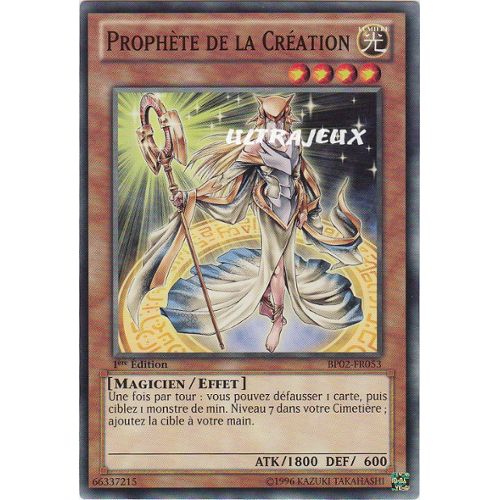 PROPHÈTE DE LA CRÉATION
LUMIÈRE
光
ULTRAJEUX
1ère Édition
BP02-FR053
[MAGICIEN / EFFET]
Une fois par tour : vous pouvez défausser 1 carte, puis
ciblez 1 monstre de min. Niveau 7 dans votre Cimetière ;
ajoutez la cible à votre main.
ATK/1800 DEF/ 600
66337215
©1996 KAZUKI TAKAHASHI